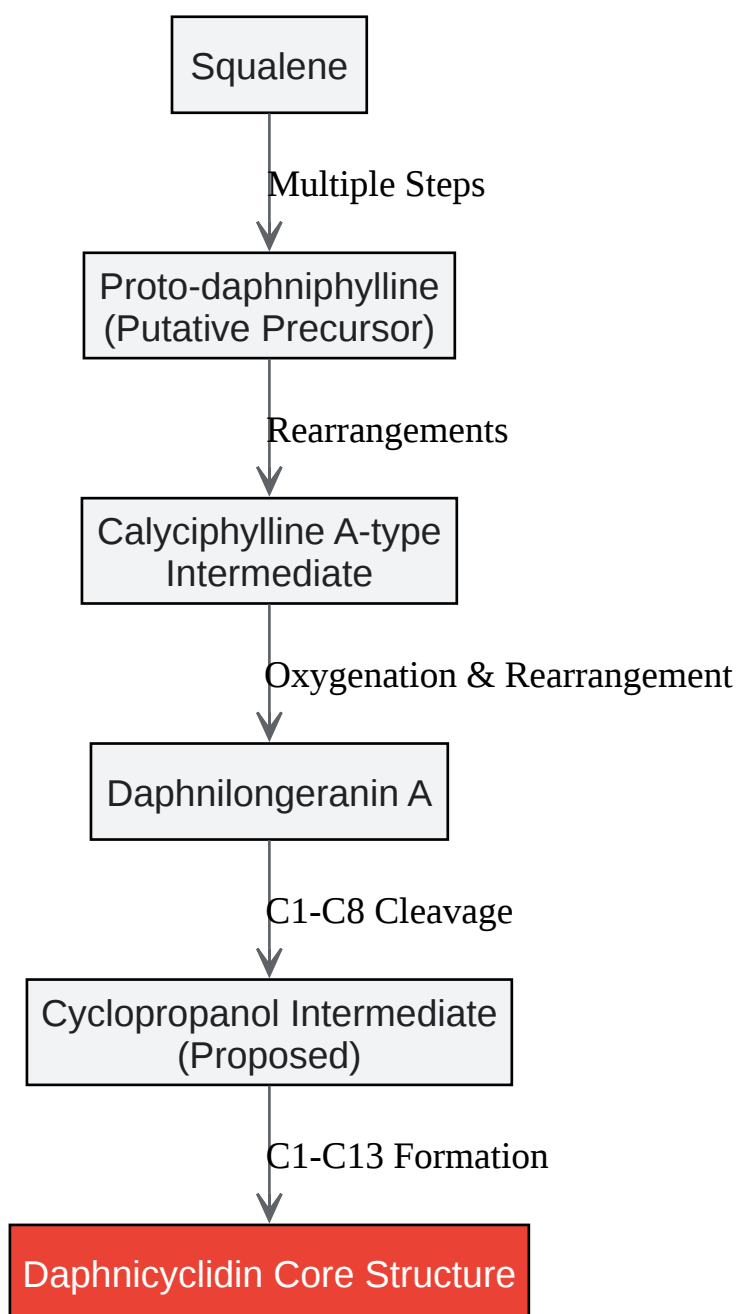 Squalene
Multiple Steps
Proto-daphniphylline
(Putative Precursor)
Rearrangements
Calyciphylline A-type
Intermediate
Oxygenation & Rearrangement
Daphnilongeranin A
C1-C8 Cleavage
Cyclopropanol Intermediate
(Proposed)
C1-C13 Formation
Daphnicyclidin Core Structure